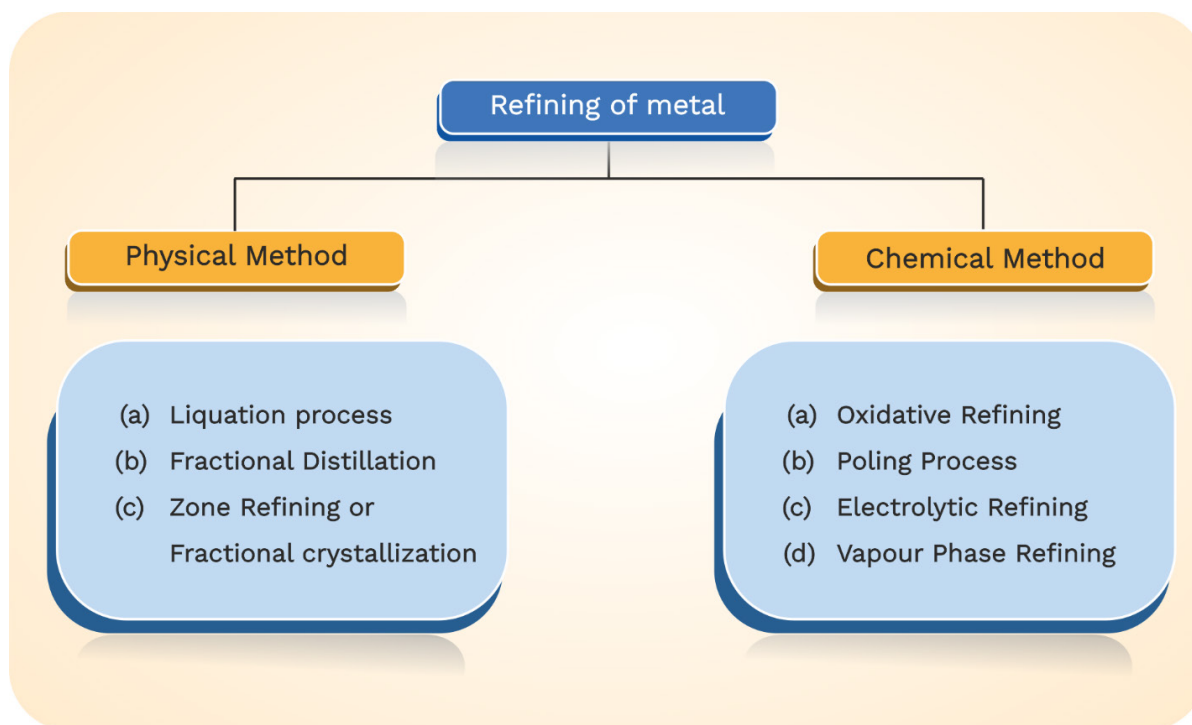 Refining of metal
Physical Method
Chemical Method
(a) Liquation process
(b) Fractional Distillation
(c) Zone Refining or
Fractional crystallization
(a) Oxidative Refining
(b) Poling Process
(c) Electrolytic Refining
(d) Vapour Phase Refining